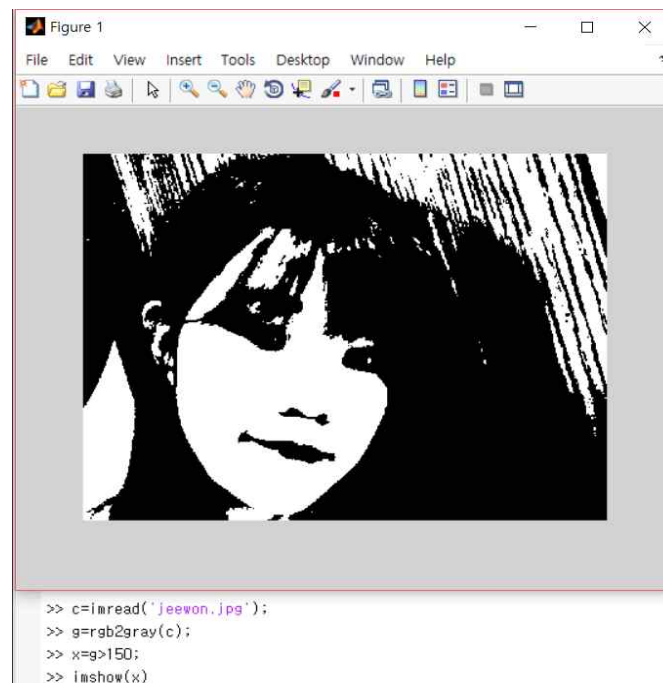 Figure 1
File Edit View Insert Tools Desktop Window Help
>> c=imread('jeewon.jpg');
>> g=rgb2gray(c);
>> x=g>150;
>> imshow(x)